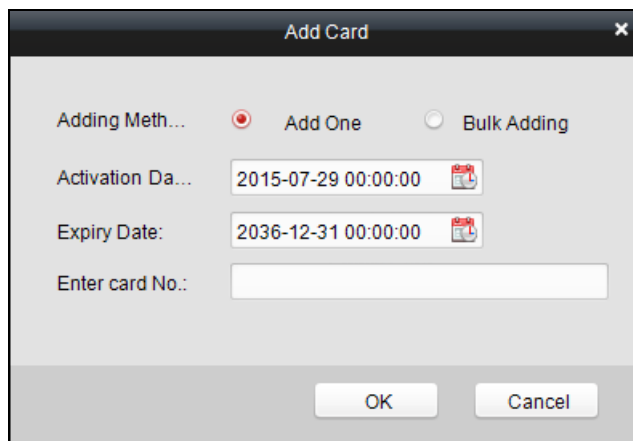 Add Card
Adding Meth... Add One Bulk Adding
Activation Da... 2015-07-29 00:00:00
Expiry Date: 2036-12-31 00:00:00
Enter card No.:
OK Cancel